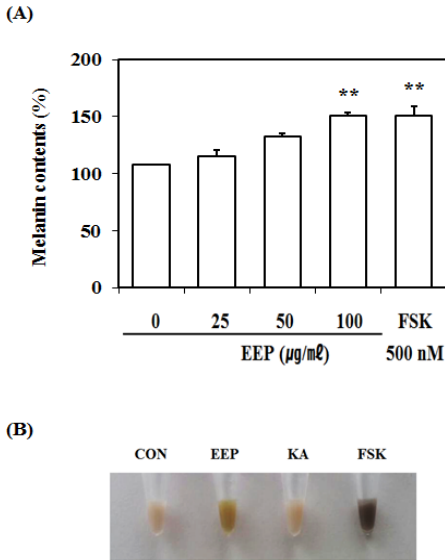 (A)
200
150
100
50
0
Melanin contents (%)
** **
0 25 50 100 FSK
EEP (µg/㎖) 500 nM
(B)
CON EEP KA FSK